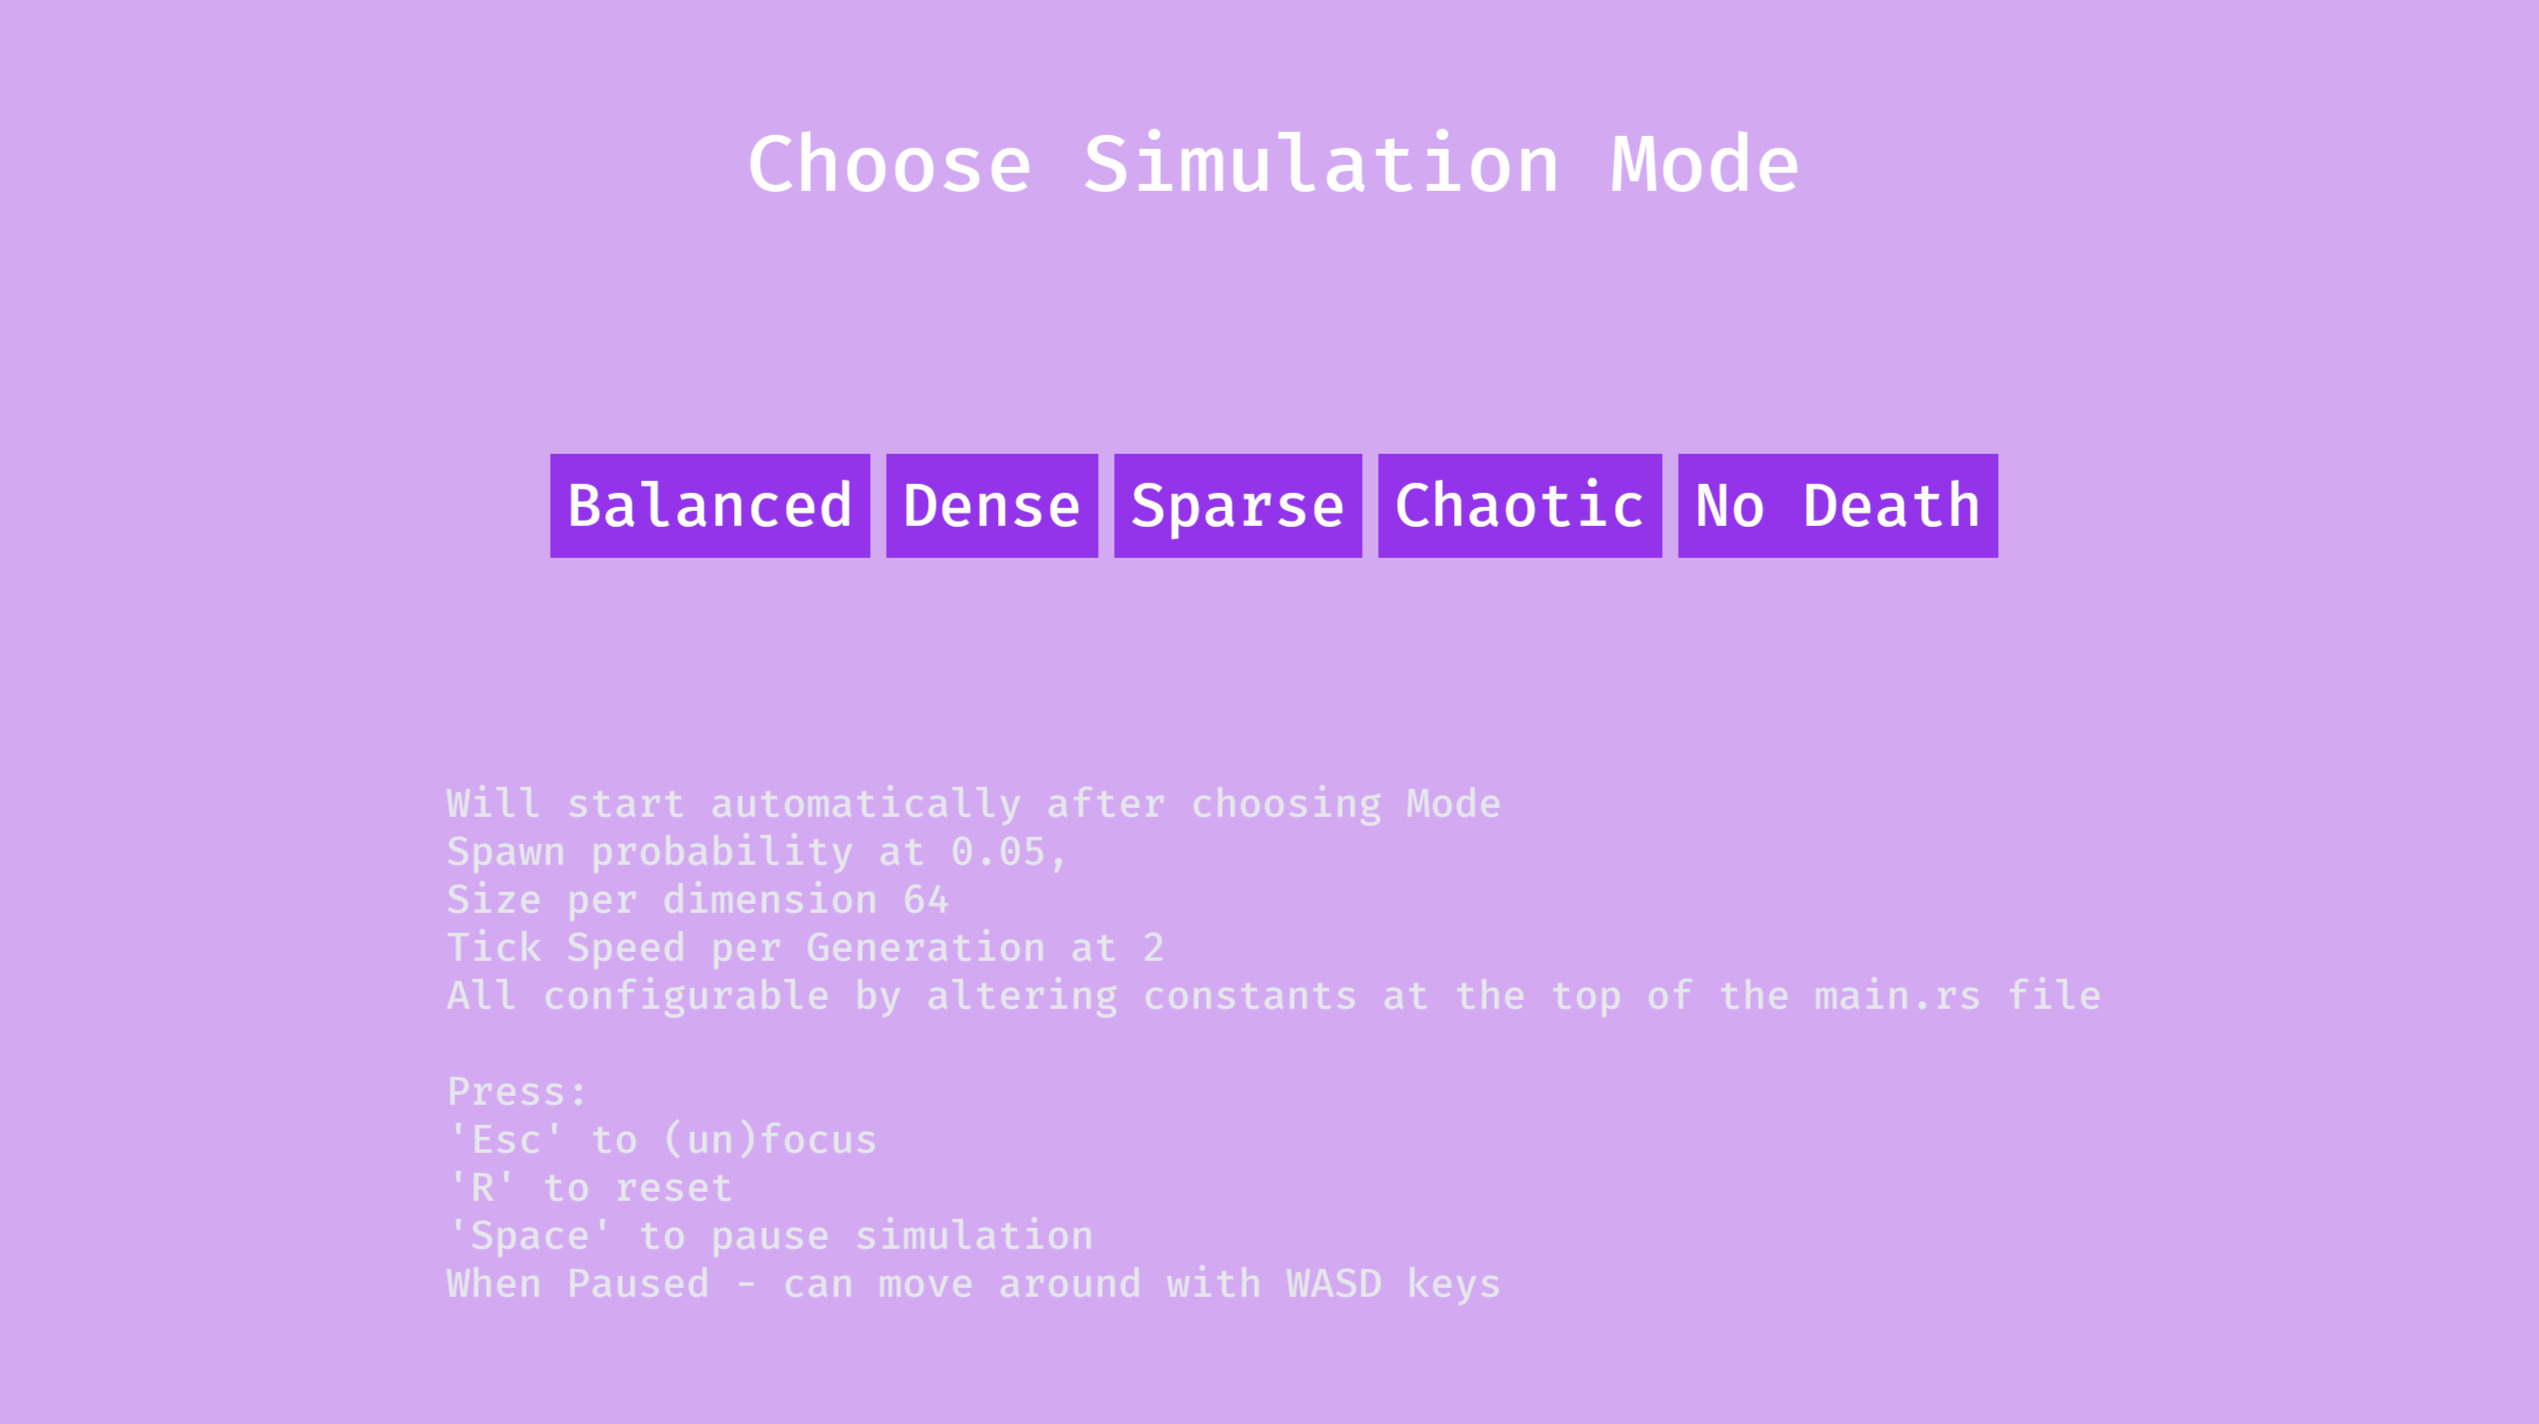 Choose Simulation Mode
Balanced Dense Sparse Chaotic No Death
Will start automatically after choosing Mode
Spawn probability at 0.05,
Size per dimension 64
Tick Speed per Generation at 2
All configurable by altering constants at the top of the main.rs file
Press:
'Esc' to (un)focus
'R' to reset
'Space' to pause simulation
When Paused - can move around with WASD keys